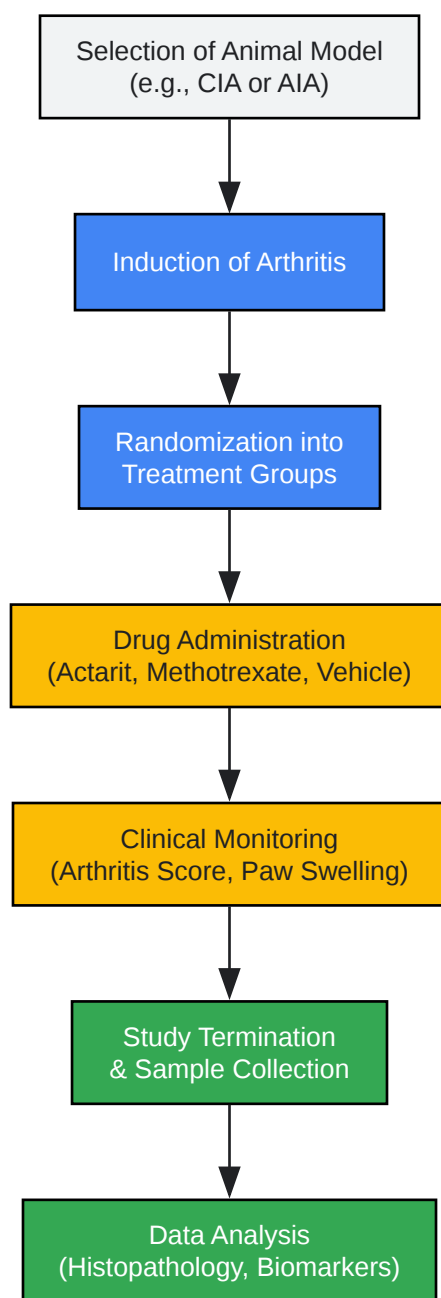 Selection of Animal Model
(e.g., CIA or AIA)
Induction of Arthritis
Randomization into
Treatment Groups
Drug Administration
(Actarit, Methotrexate, Vehicle)
Clinical Monitoring
(Arthritis Score, Paw Swelling)
Study Termination
& Sample Collection
Data Analysis
(Histopathology, Biomarkers)